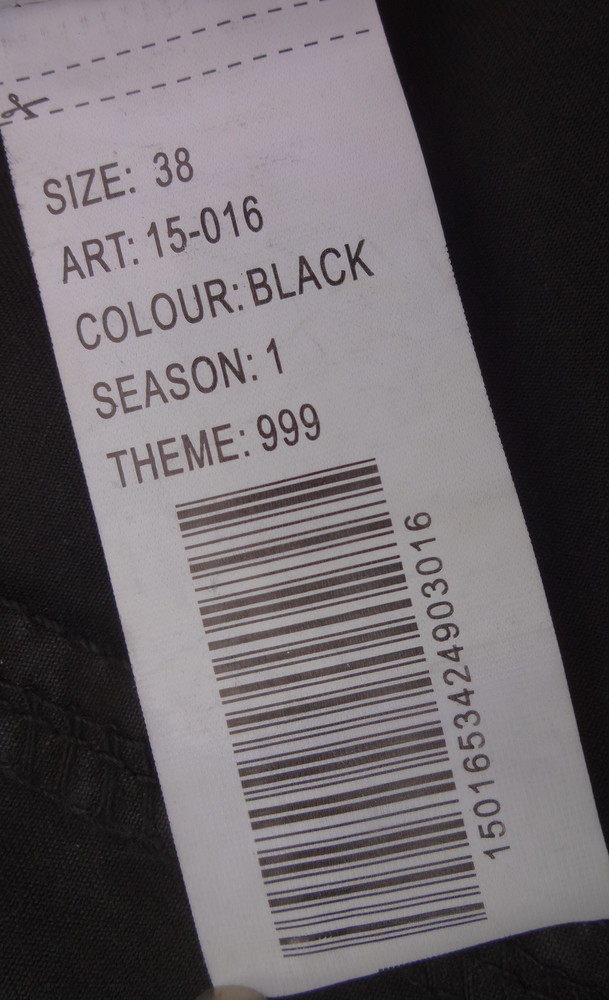 SIZE: 38
ART: 15-016
COLOUR: BLACK
SEASON: 1
THEME: 999
1501653424903016